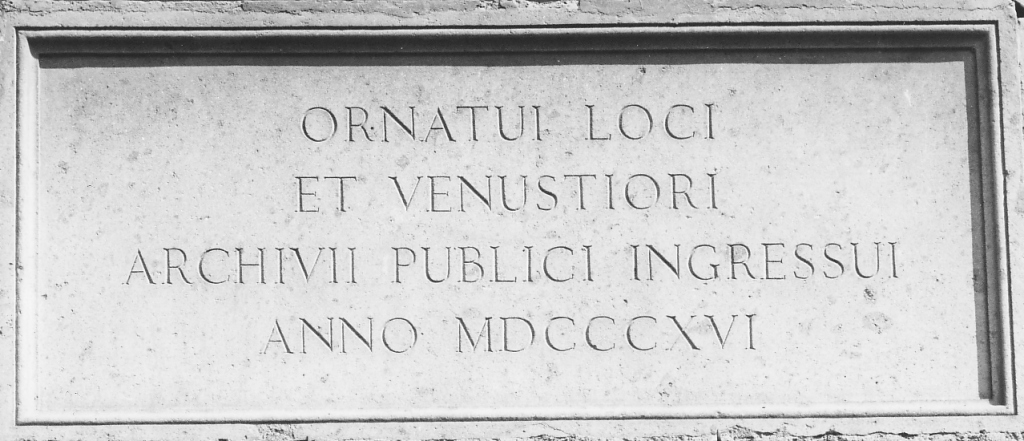 ORNATUI LOCI
ET VENUSTIORI
ARCHIVII PUBLICI INGRESSUI
ANNO MDCCCXVI